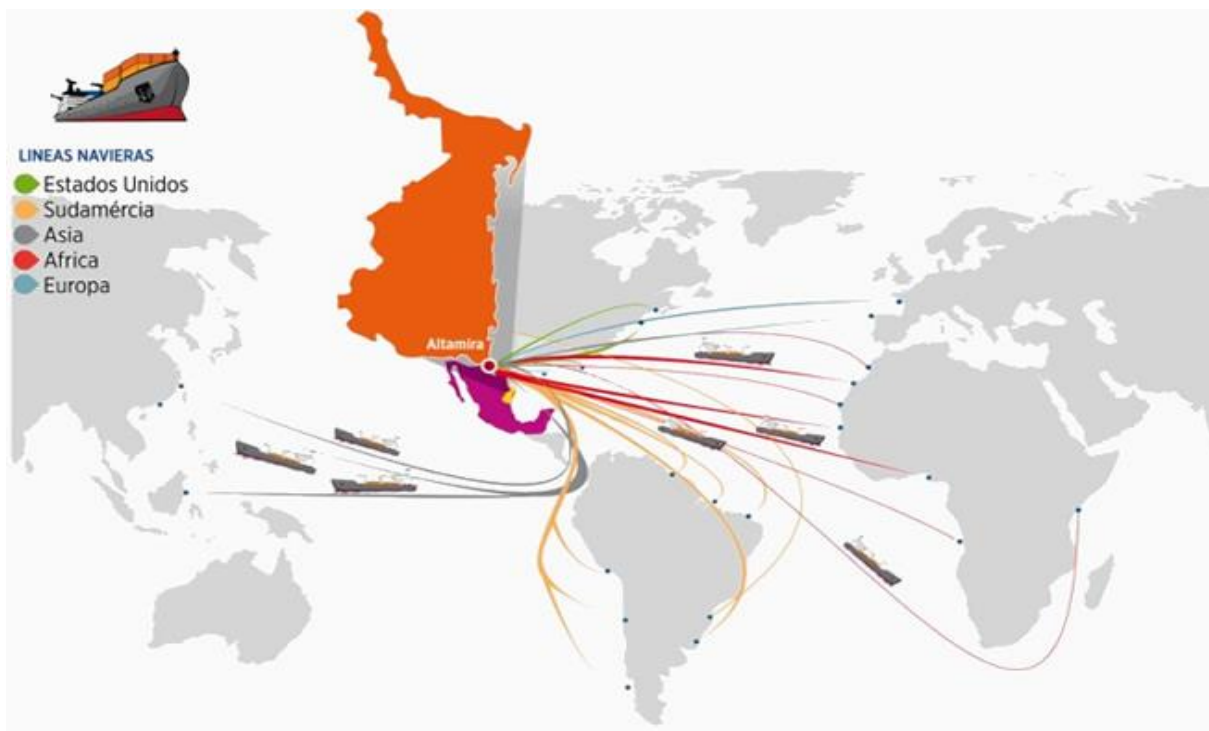 LINEAS NAVIERAS
Estados Unidos
Sudamércia
Asia
Africa
Europa
Altamira